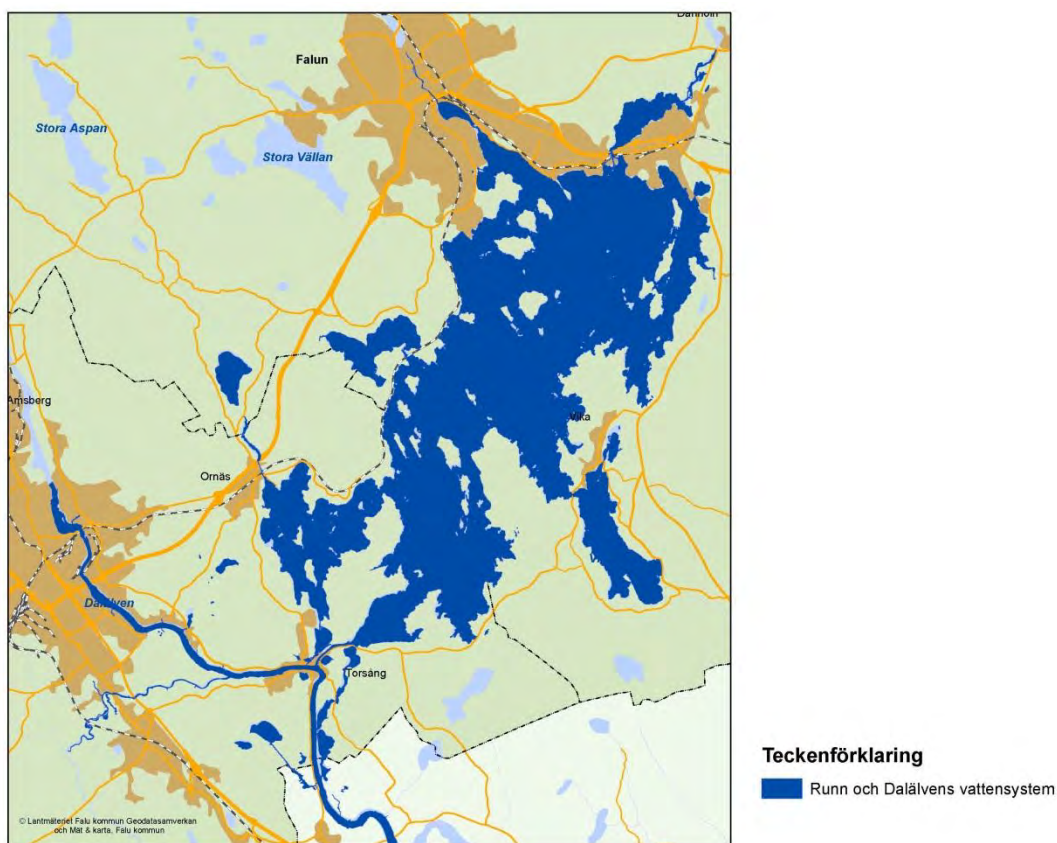 Danholn
Falun
Stora Aspan
Stora Vällan
Amsberg
Vika
Ornäs
Dalälven
Torsång
Teckenförklaring
Runn och Dalälvens vattensystem
© Lantmäteriet Falu kommun Geodatasamverkan
och Mät & karta, Falu kommun